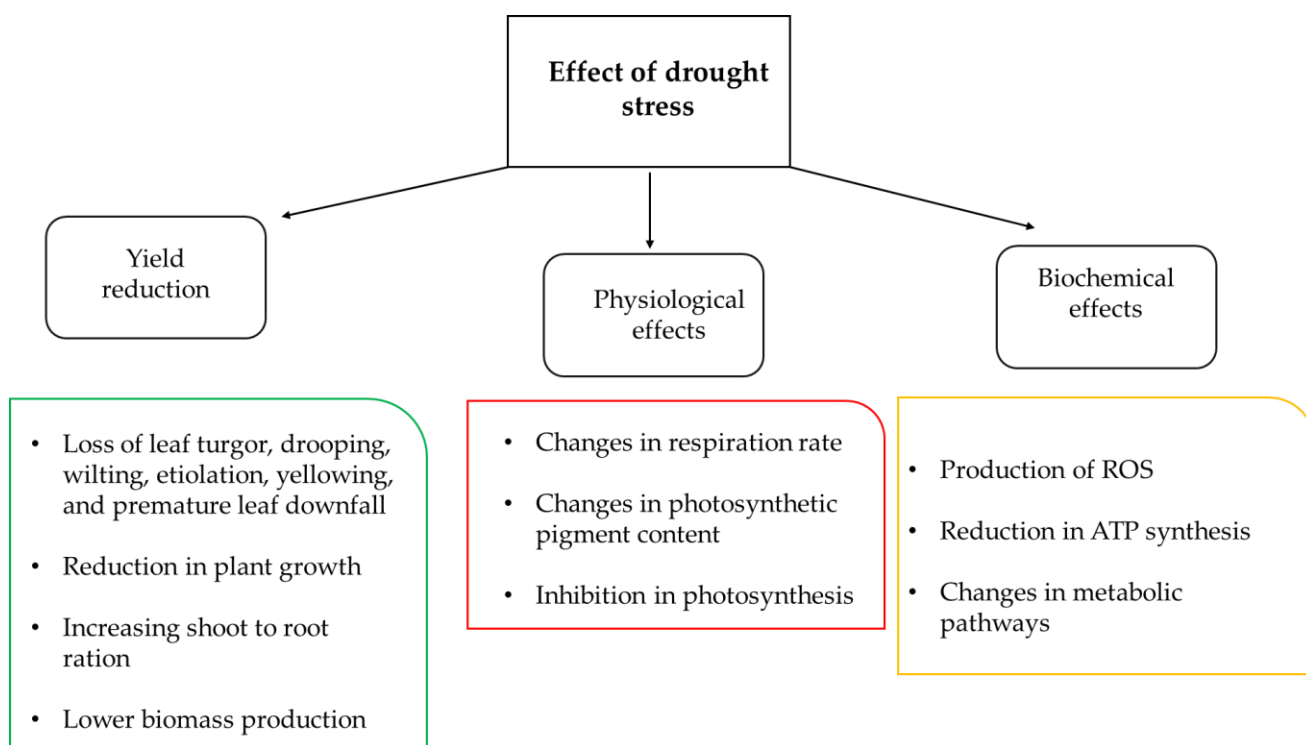 Effect of drought
stress
Yield
reduction
Physiological
effects
Biochemical
effects
• Loss of leaf turgor, drooping,
wilting, etiolation, yellowing,
and premature leaf downfall
• Reduction in plant growth
• Increasing shoot to root
ration
• Lower biomass production
• Changes in respiration rate
• Changes in photosynthetic
pigment content
• Inhibition in photosynthesis
• Production of ROS
• Reduction in ATP synthesis
• Changes in metabolic
pathways